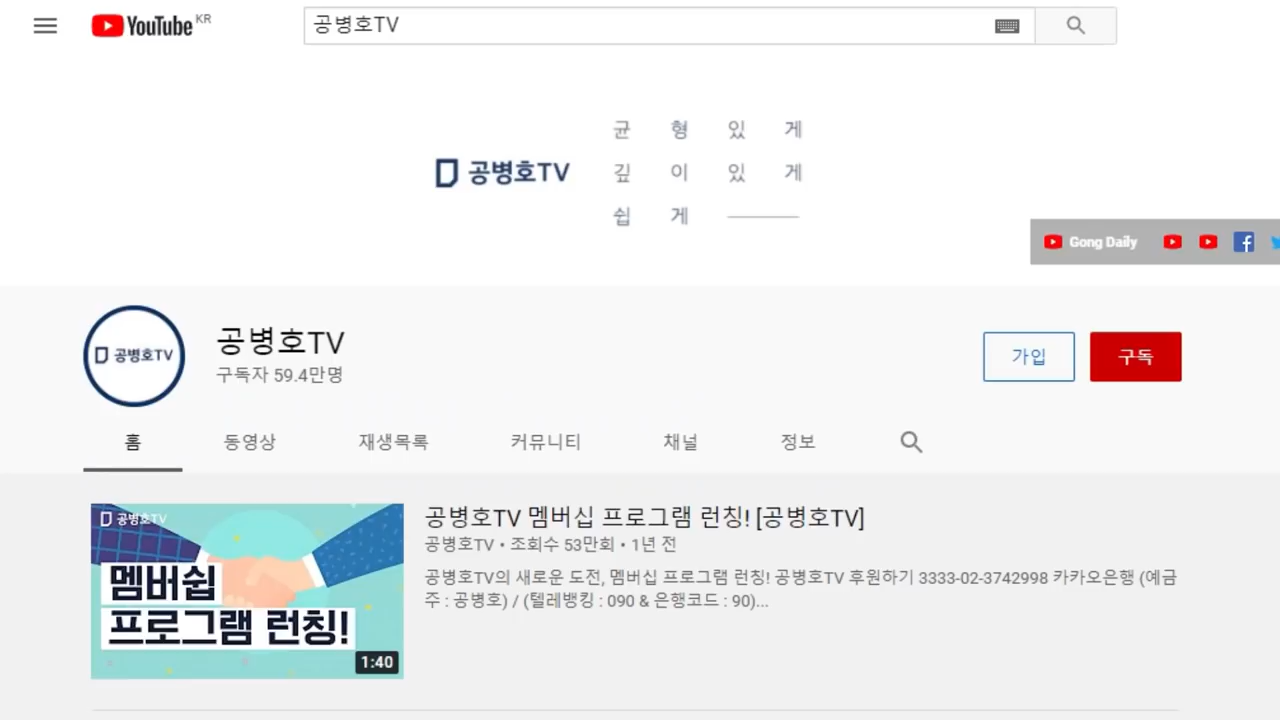 YouTube KR
공병호TV
균형있게
공병호TV 깊이있게
쉽게
Gong Daily
공병호TV
공병호TV
구독자 59.4만명
가입
구독
홈 동영상 재생목록 커뮤니티 채널 정보
공병호TV
멤버쉽
프로그램 런칭!
1:40
공병호TV 멤버십 프로그램 런칭! [공병호TV]
공병호TV • 조회수 53만회 • 1년 전
공병호TV의 새로운 도전, 멤버십 프로그램 런칭! 공병호TV 후원하기 3333-02-3742998 카카오은행 (예금
주 : 공병호) / (텔레뱅킹 : 090 & 은행코드 : 90)...